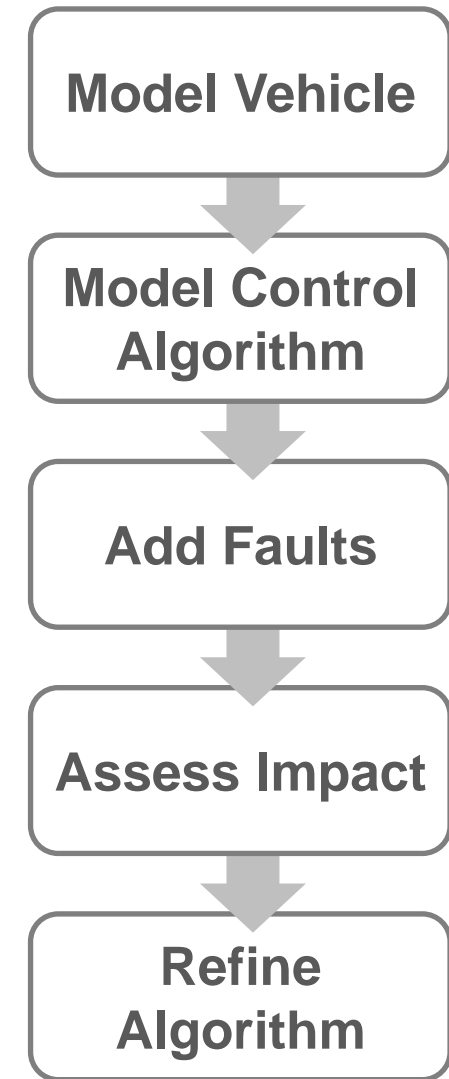 Model Vehicle
Model Control
Algorithm
Add Faults
Assess Impact
Refine
Algorithm